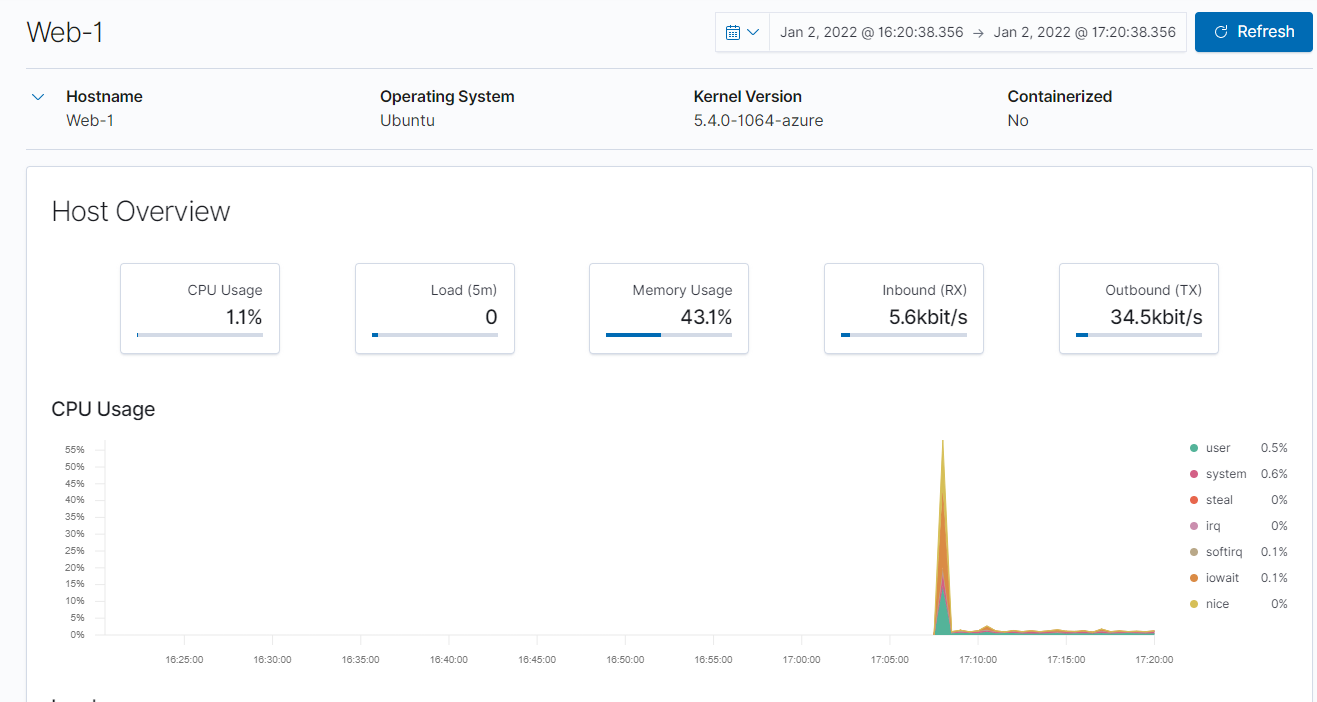 Web-1
Jan 2, 2022 @ 16:20:38.356 → Jan 2, 2022 @ 17:20:38.356
Refresh
Hostname Operating System Kernel Version Containerized
Web-1 Ubuntu 5.4.0-1064-azure No
Host Overview
CPU Usage Load (5m) Memory Usage Inbound (RX) Outbound (TX)
1.1% 0 43.1% 5.6kbit/s 34.5kbit/s
CPU Usage
55%
50%
45%
40%
35%
30%
25%
20%
15%
10%
5%
0%
16:25:00 16:30:00 16:35:00 16:40:00 16:45:00 16:50:00 16:55:00 17:00:00 17:05:00 17:10:00 17:15:00 17:20:00
user 0.5%
system 0.6%
steal 0%
irq 0%
softirq 0.1%
iowait 0.1%
nice 0%